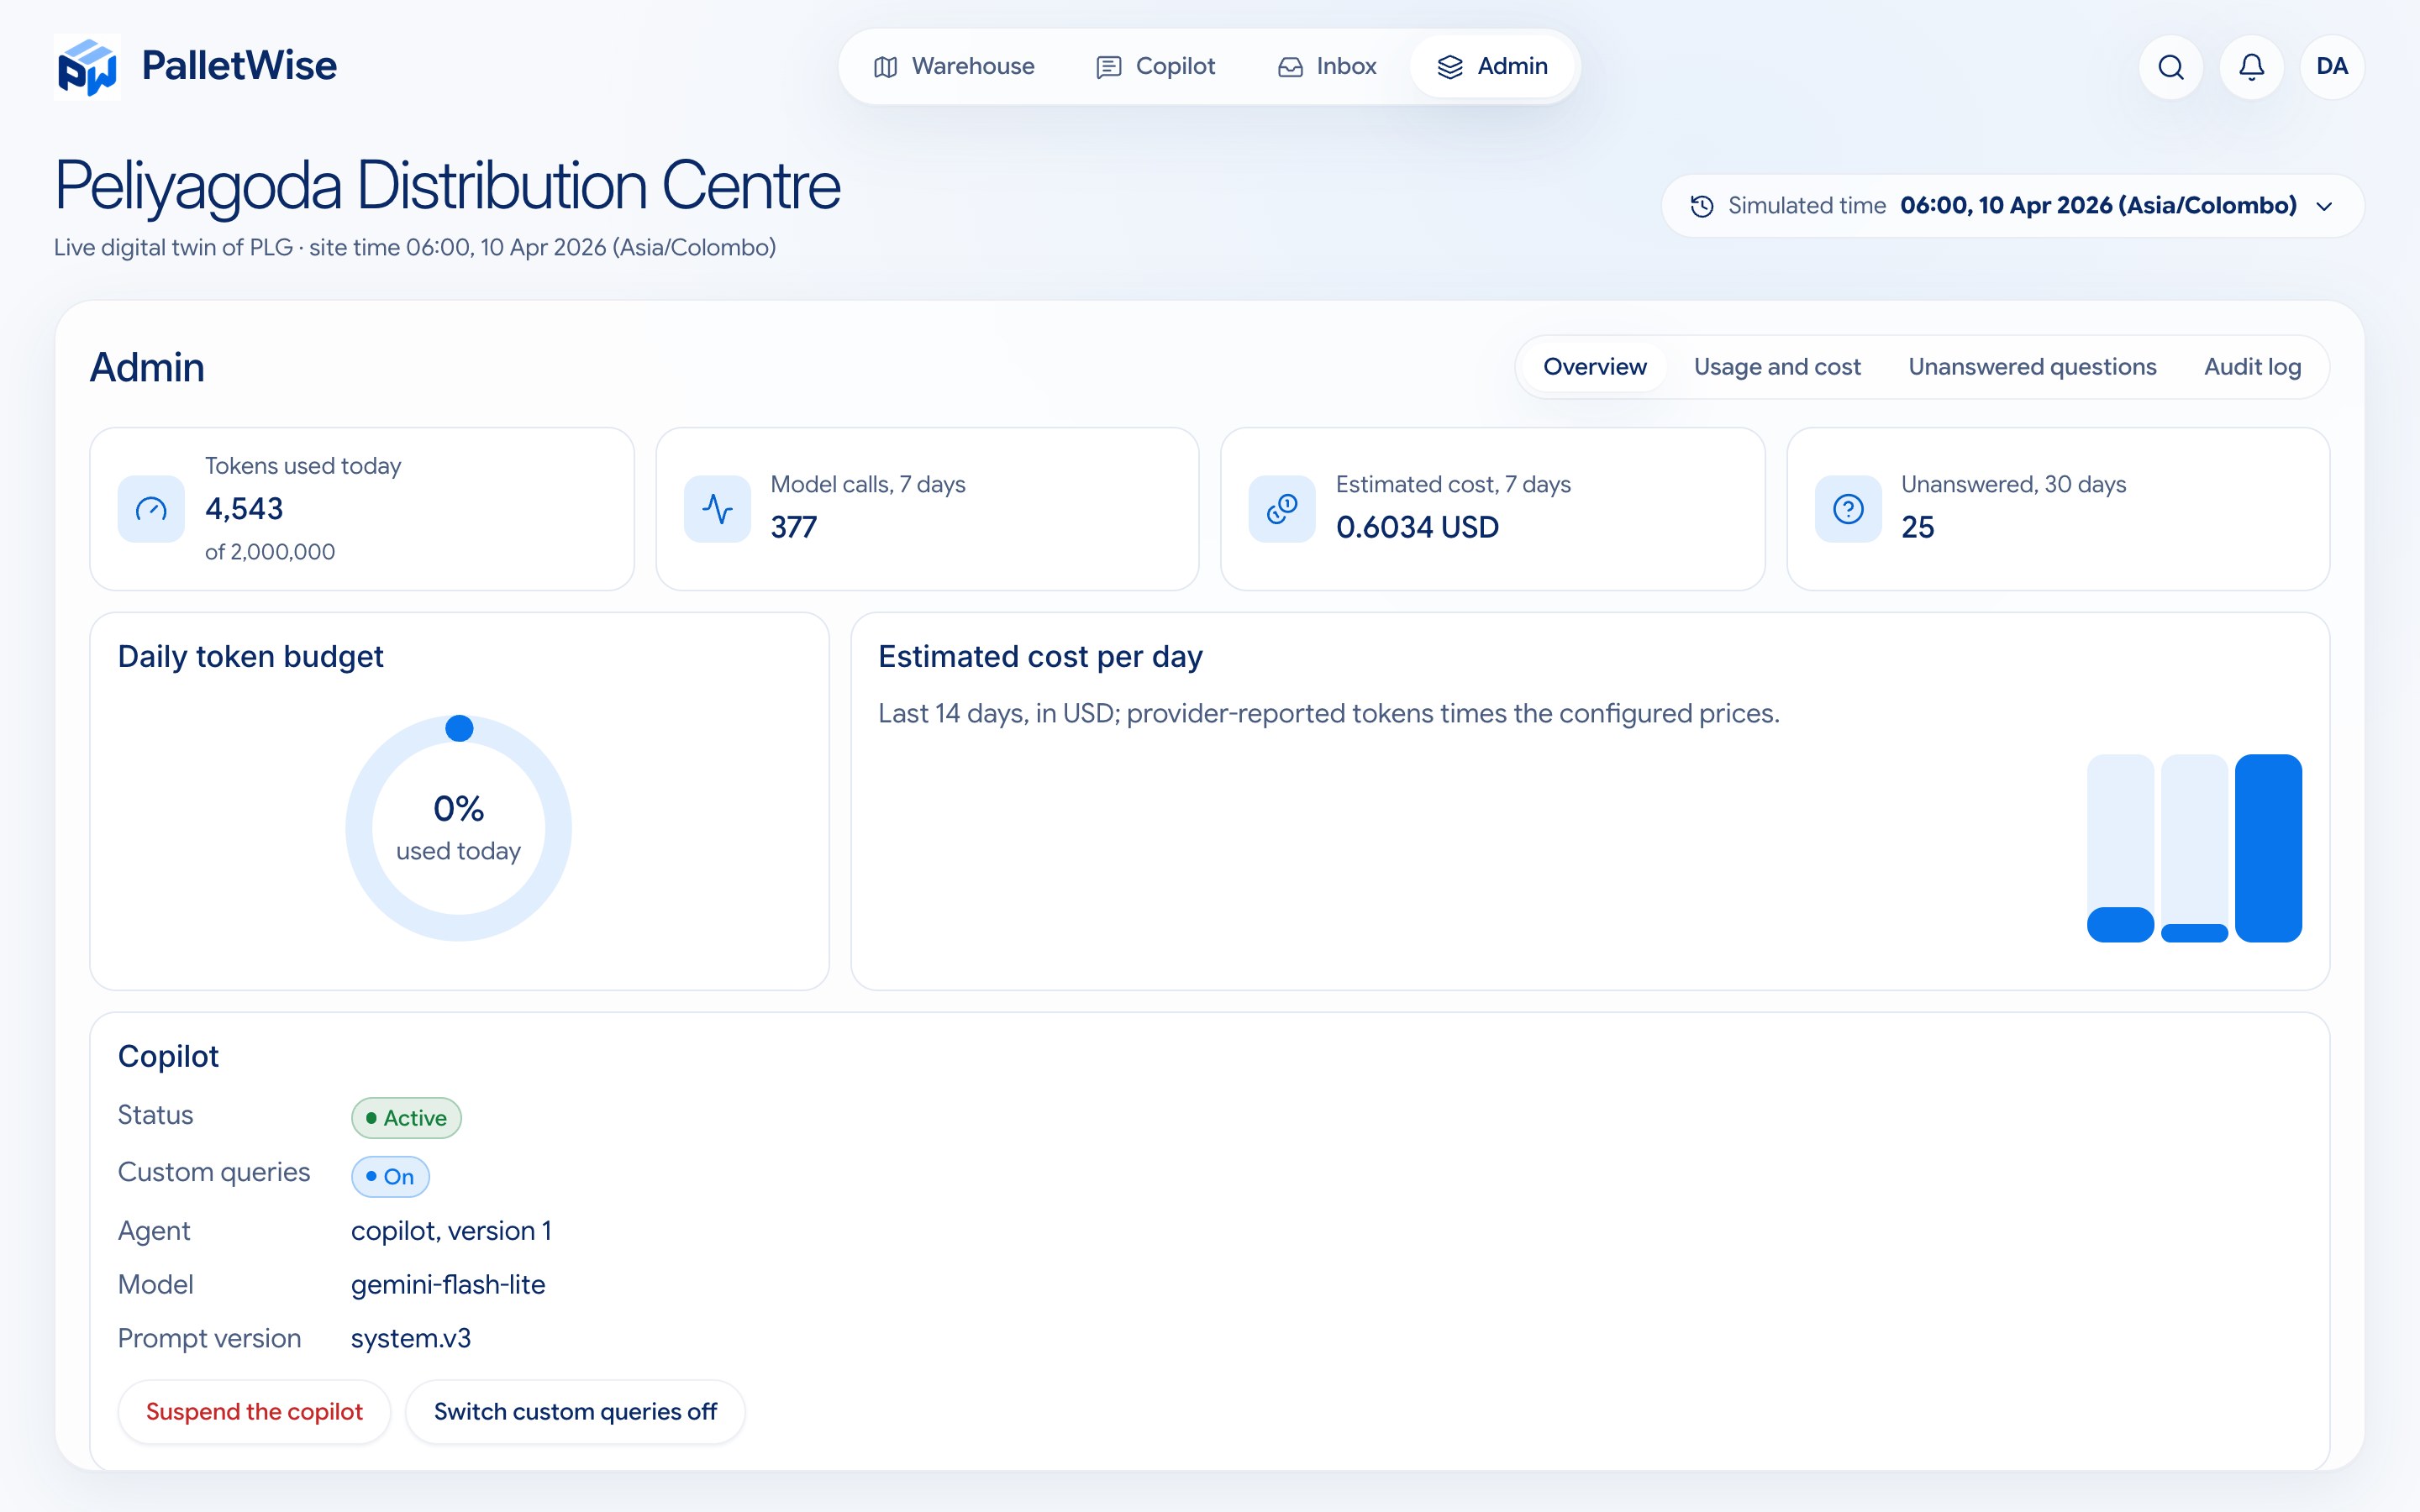 PalletWise
Warehouse
Copilot
Inbox
Admin
DA
Peliyagoda Distribution Centre
Live digital twin of PLG · site time 06:00, 10 Apr 2026 (Asia/Colombo)
Simulated time 06:00, 10 Apr 2026 (Asia/Colombo)
Admin
Overview
Usage and cost
Unanswered questions
Audit log
Tokens used today
4,543
of 2,000,000
Model calls, 7 days
377
Estimated cost, 7 days
0.6034 USD
Unanswered, 30 days
25
Daily token budget
0%
used today
Estimated cost per day
Last 14 days, in USD; provider-reported tokens times the configured prices.
Copilot
Status Active
Custom queries On
Agent copilot, version 1
Model gemini-flash-lite
Prompt version system.v3
Suspend the copilot
Switch custom queries off